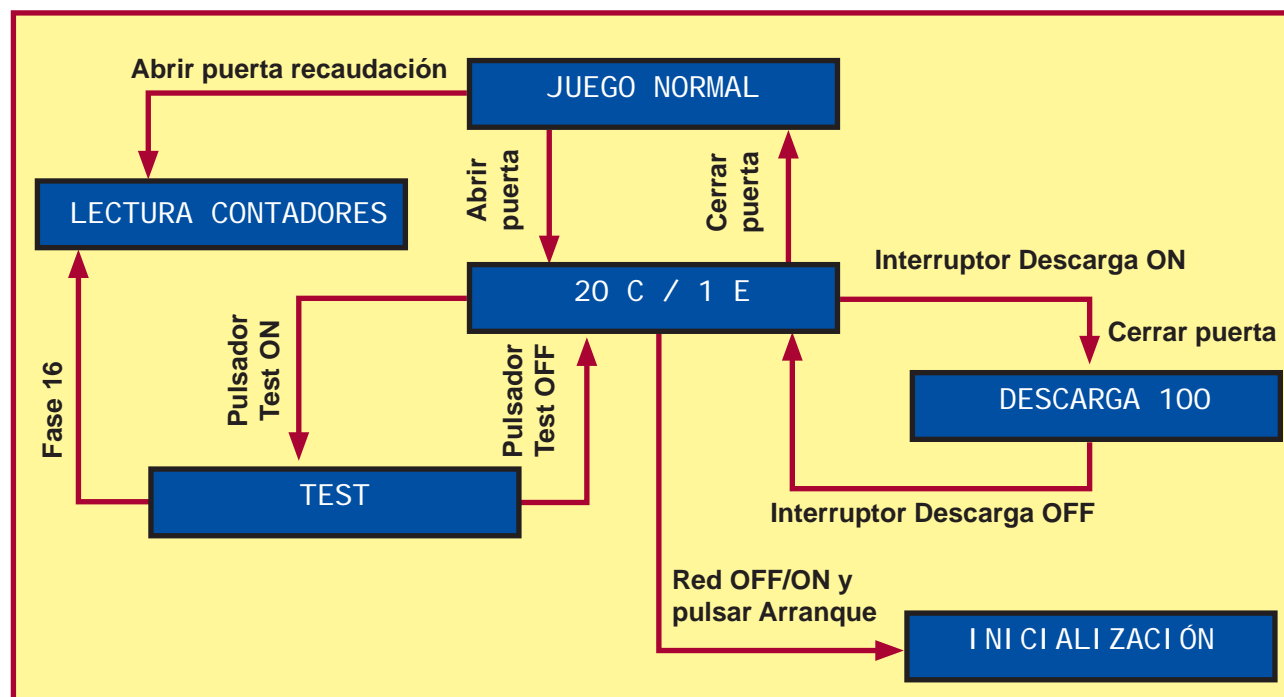 Abrir puerta recaudación
JUEGO NORMAL
Abrir
puerta
Cerrar
puerta
LECTURA CONTADORES
Interruptor Descarga ON
20 C / 1 E
Cerrar puerta
Fase 16
Pulsador
Test ON
Pulsador
Test OFF
DESCARGA 100
TEST
Interruptor Descarga OFF
Red OFF/ON y
pulsar Arranque
INICIALIZACIÓN